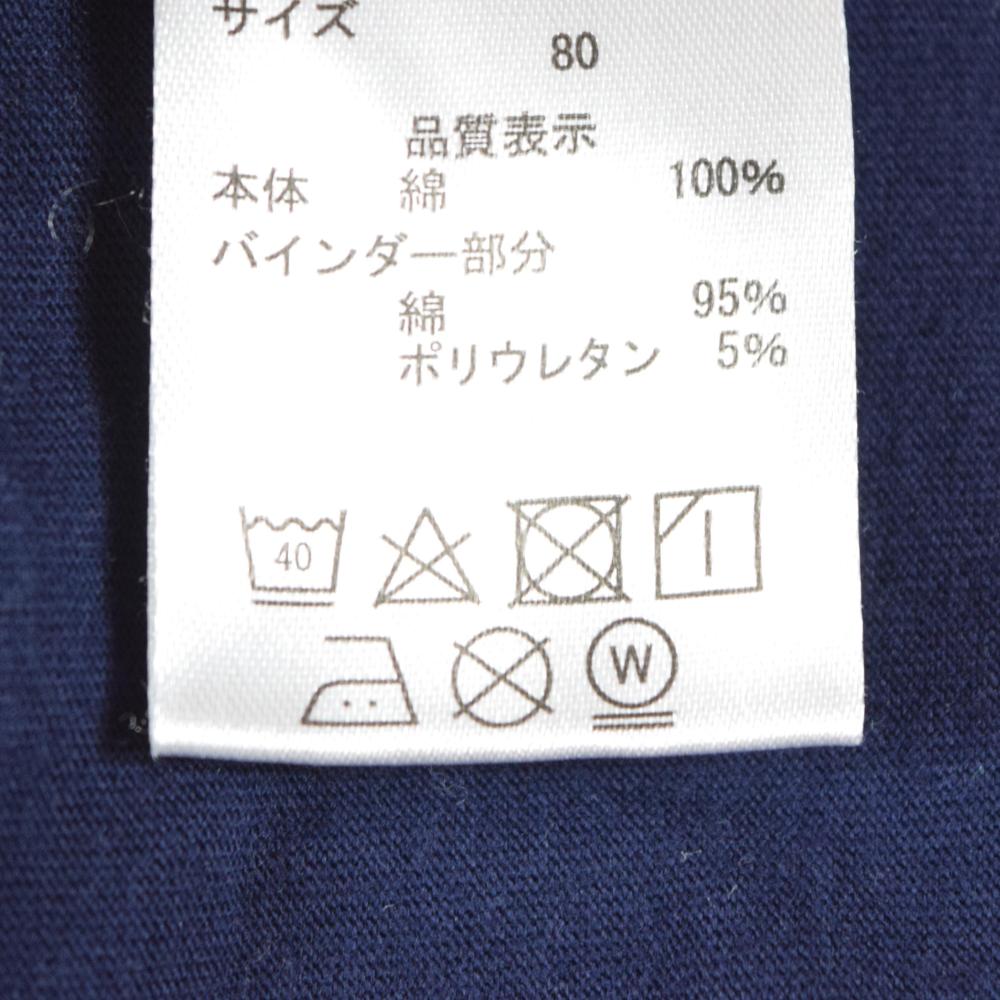 サイズ
80
品質表示
本体 綿 100%
バインダー部分
綿 95%
ポリウレタン 5%
40
W